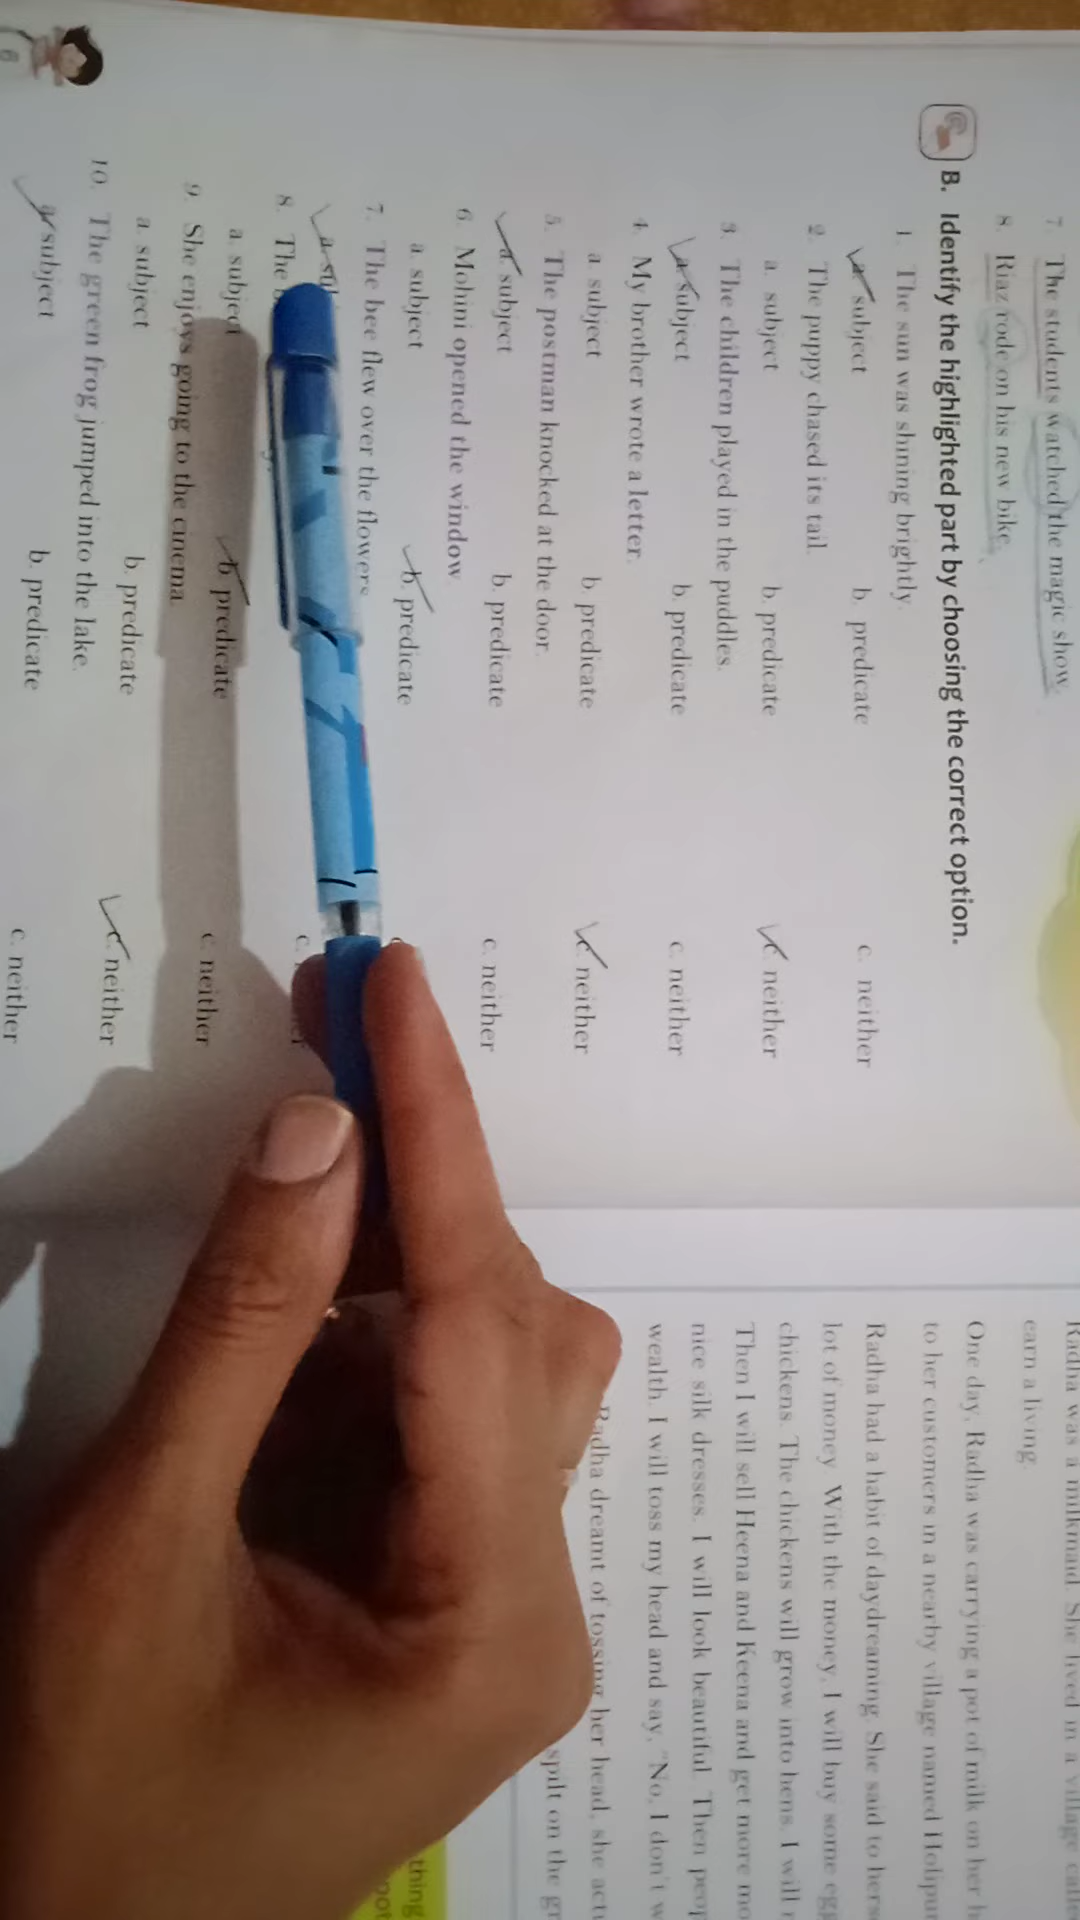 7. The students watched the magic show.
8. Riaz rode on his new bike.
B. Identify the highlighted part by choosing the correct option.
1. The sun was shining brightly.
a. subject b. predicate c. neither
2. The puppy chased its tail.
a. subject b. predicate c. neither
3. The children played in the puddles.
a. subject b. predicate c. neither
4. My brother wrote a letter.
a. subject b. predicate c. neither
5. The postman knocked at the door.
a. subject b. predicate c. neither
6. Mohini opened the window
a. subject b. predicate
7. The bee flew over the flowers
c.
8. The
a. subject b. predicate c. neither
9. She enjoys going to the cinema.
a. subject b. predicate c. neither
10. The green frog jumped into the lake.
a. subject b. predicate c. neither
Radha was a milkmaid. She lived in a village
earn a living.
One day, Radha was carrying a pot of milk on her
to her customers in a nearby village named Holipur
Radha had a habit of daydreaming. She said to
lot of money. With the money, I will buy some
chickens. The chickens will grow into hens. I will
Then I will sell Heena and Keena and get more
nice silk dresses. I will look beautiful. Then
wealth. I will toss my head and say, "No, I don't
Radha dreamt of tossing her head, she
spilt on the
thing